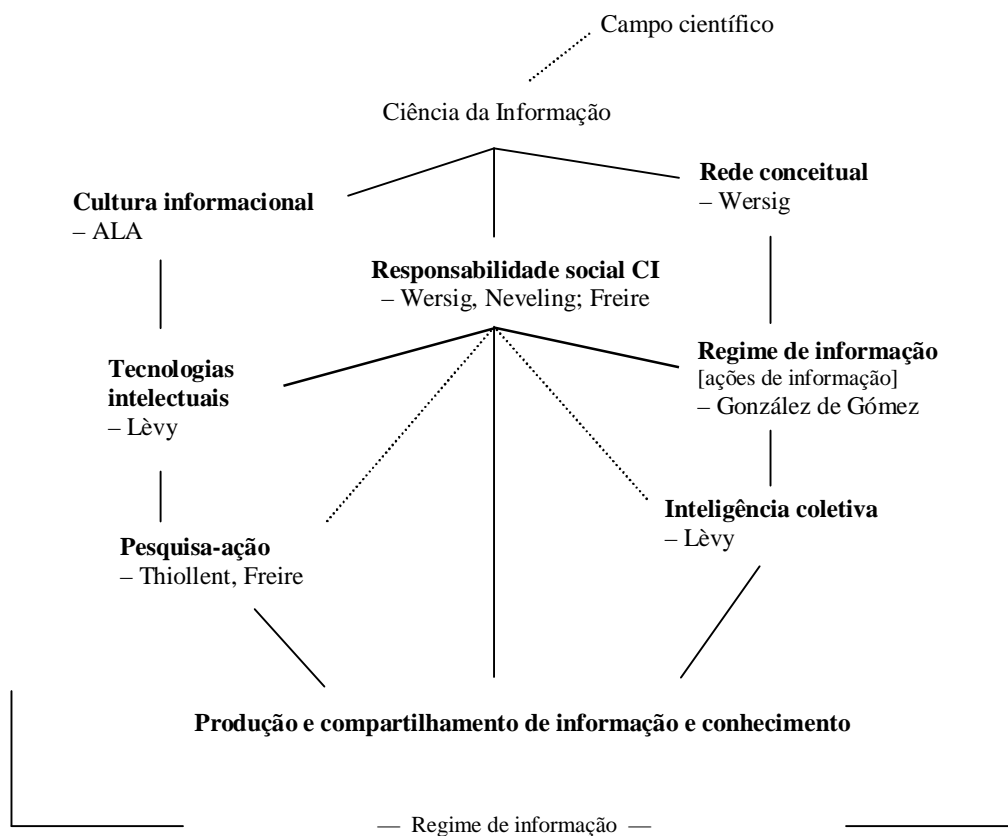 Campo científico
Ciência da Informação
Rede conceitual
– Wersig
Cultura informacional
– ALA
Responsabilidade social CI
– Wersig, Neveling; Freire
Regime de informação
[ações de informação]
– González de Gómez
Tecnologias
intelectuais
– Lèvy
Inteligência coletiva
– Lèvy
Pesquisa-ação
– Thiollent, Freire
Produção e compartilhamento de informação e conhecimento
— Regime de informação —